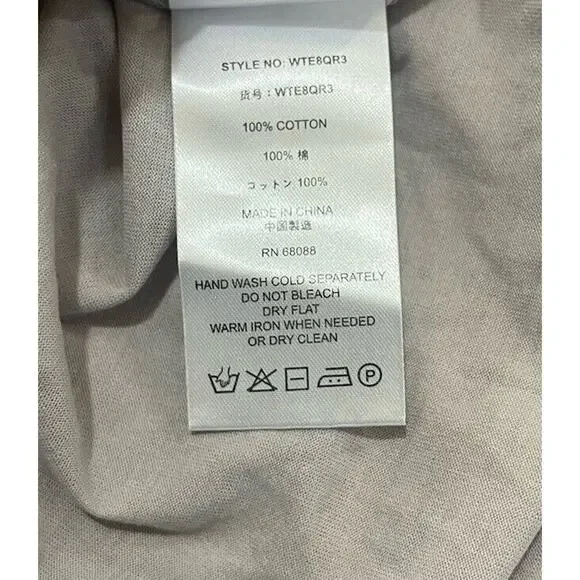 STYLE NO: WTE8QR3
货号：WTE8QR3
100% COTTON
100% 棉
コットン 100%
MADE IN CHINA
中国製造
RN 68088
HAND WASH COLD SEPARATELY
DO NOT BLEACH
DRY FLAT
WARM IRON WHEN NEEDED
OR DRY CLEAN
P